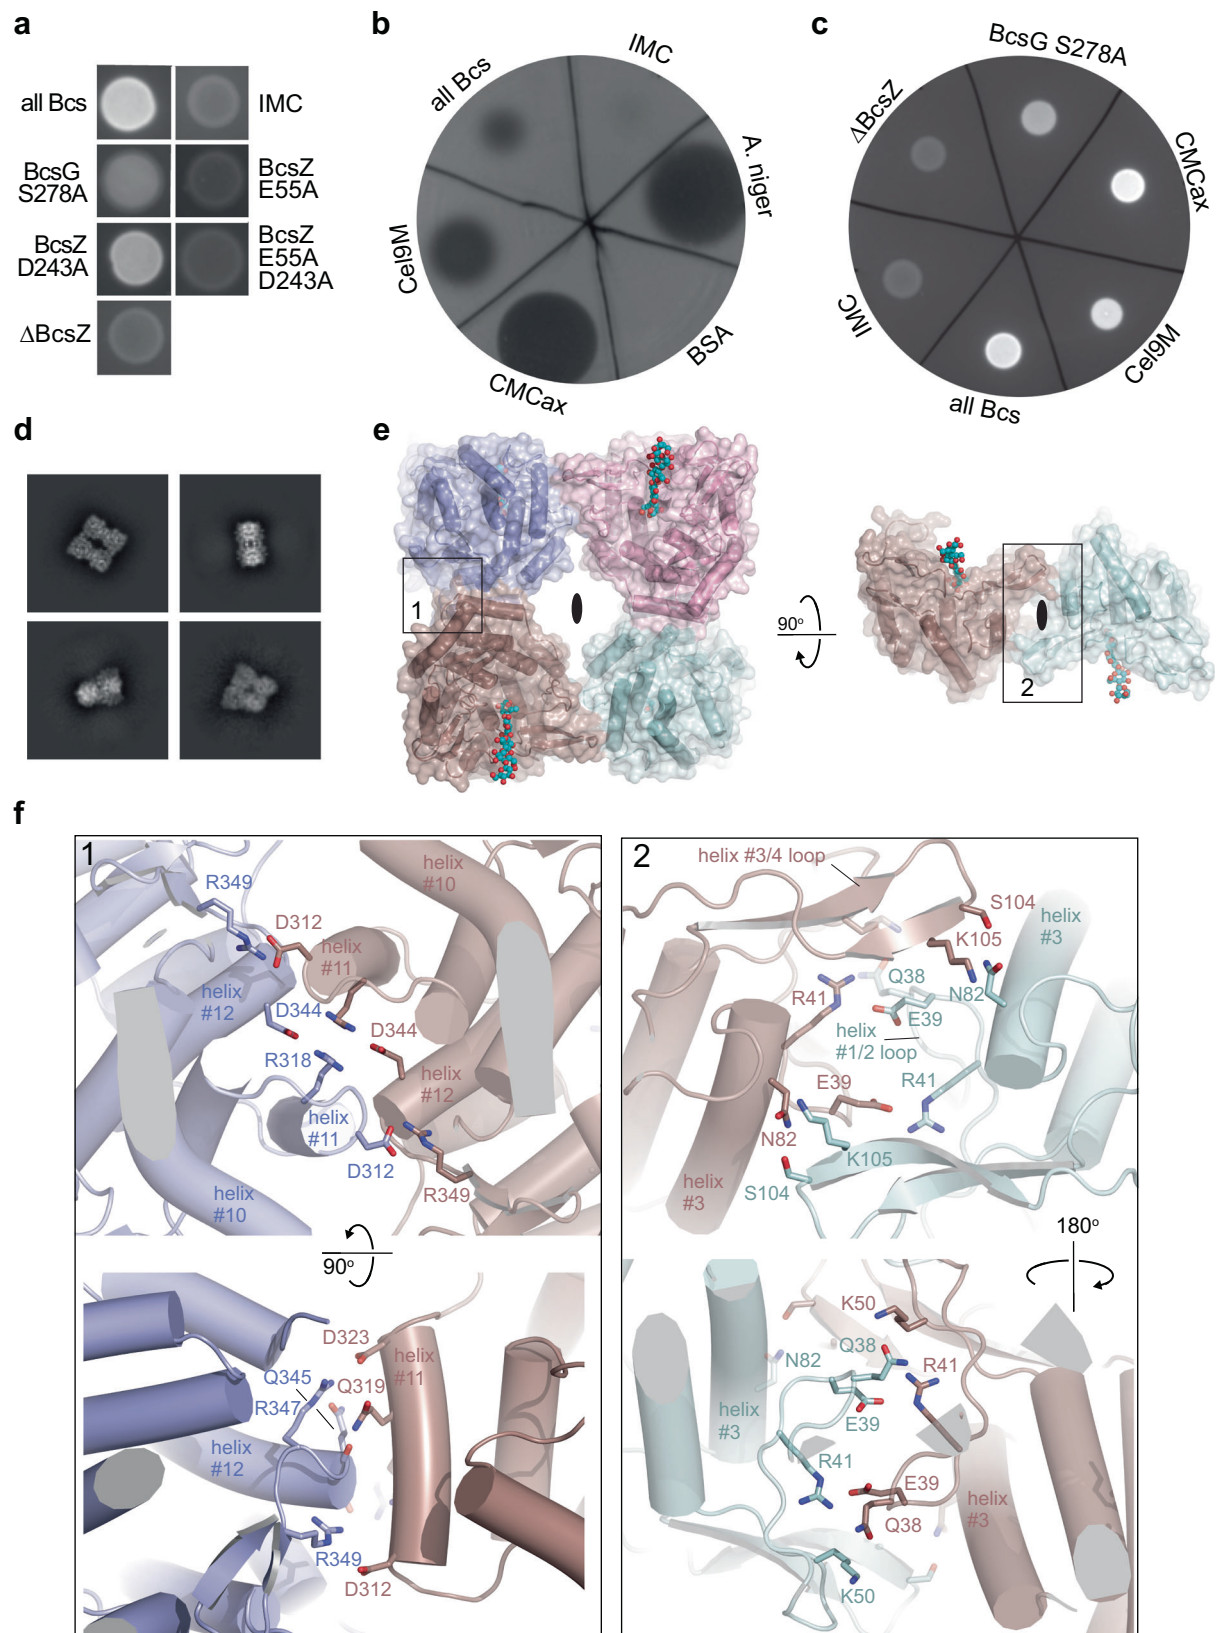 a
all Bcs
IMC
BcsG
S278A
BcsZ
E55A
BcsZ
D243A
BcsZ
E55A
D243A
ΔBcsZ
b
all Bcs
IMC
A. niger
BSA
CMCax
Cel9M
c
BcsG S278A
CMCax
Cel9M
all Bcs
IMC
ΔBcsZ
d
e
1
90°
2
f
1
R349
D312
helix
#10
helix
#11
helix
#12
D344
D344
R318
helix
#12
helix
#11
D312
R349
helix
#10
90°
D323
helix
#11
Q345
Q319
R347
helix
#12
R349
D312
2
helix #3/4 loop
S104
helix
#3
K105
Q38
N82
R41
E39
helix
#1/2 loop
E39
R41
N82
K105
S104
helix
#3
180°
K50
Q38
N82
R41
helix
#3
E39
R41
E39
Q38
helix
#3
K50